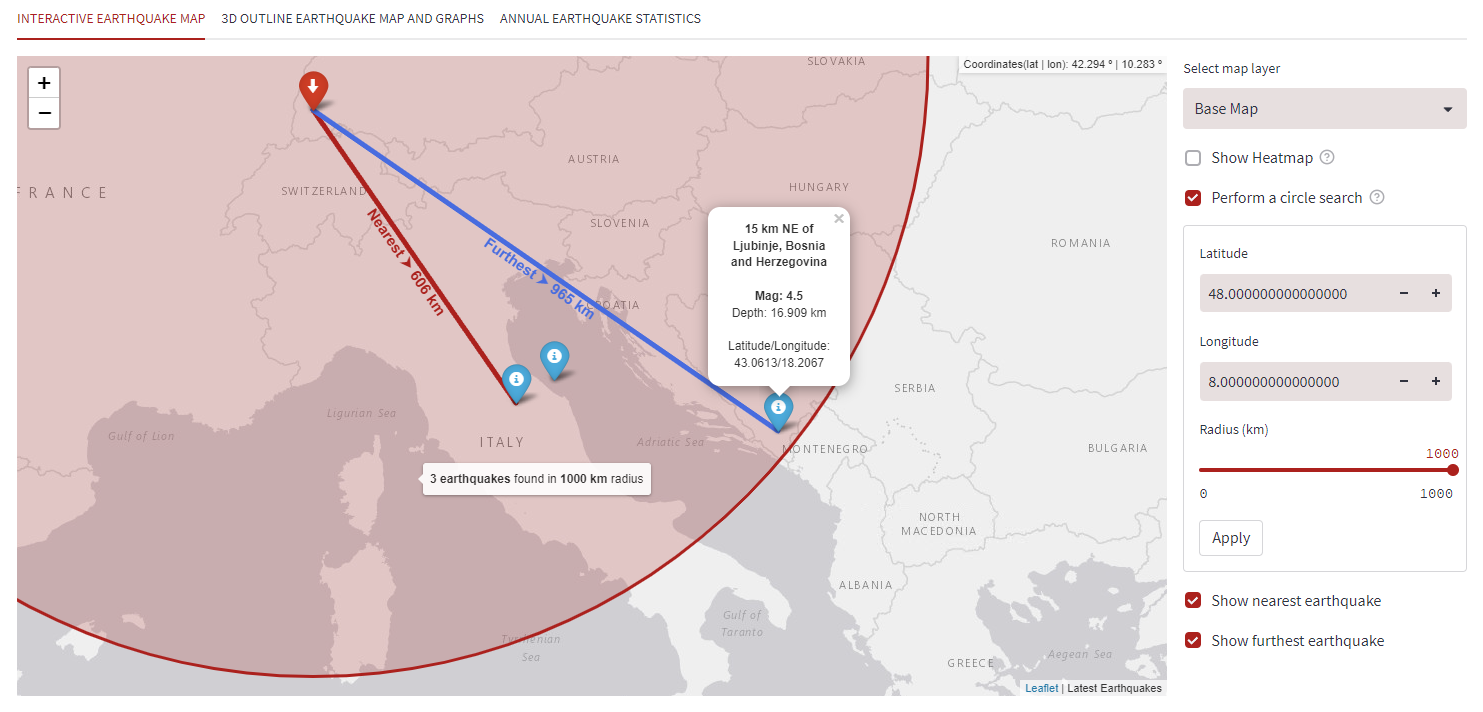 INTERACTIVE EARTHQUAKE MAP
3D OUTLINE EARTHQUAKE MAP AND GRAPHS
ANNUAL EARTHQUAKE STATISTICS
+
−
SLOVAKIA
Coordinates(lat | lon): 42.294 º | 10.283 º
AUSTRIA
FRANCE
SWITZERLAND
HUNGARY
SLOVENIA
ROMANIA
Nearest ➤ 606 km
Furthest ➤ 965 km
CROATIA
×
15 km NE of
Ljubinje, Bosnia
and Herzegovina
Mag: 4.5
Depth: 16.909 km
Latitude/Longitude:
43.0613/18.2067
SERBIA
Ligurian Sea
Gulf of Lion
ITALY
Adriatic Sea
MONTENEGRO
BULGARIA
3 earthquakes found in 1000 km radius
NORTH
MACEDONIA
ALBANIA
Gulf of
Taranto
Tyrrhenian
Sea
Aegean Sea
GREECE
Leaflet | Latest Earthquakes
Select map layer
Base Map
Show Heatmap
Perform a circle search
Latitude
48.000000000000000
Longitude
8.000000000000000
Radius (km)
1000
0
1000
Apply
Show nearest earthquake
Show furthest earthquake